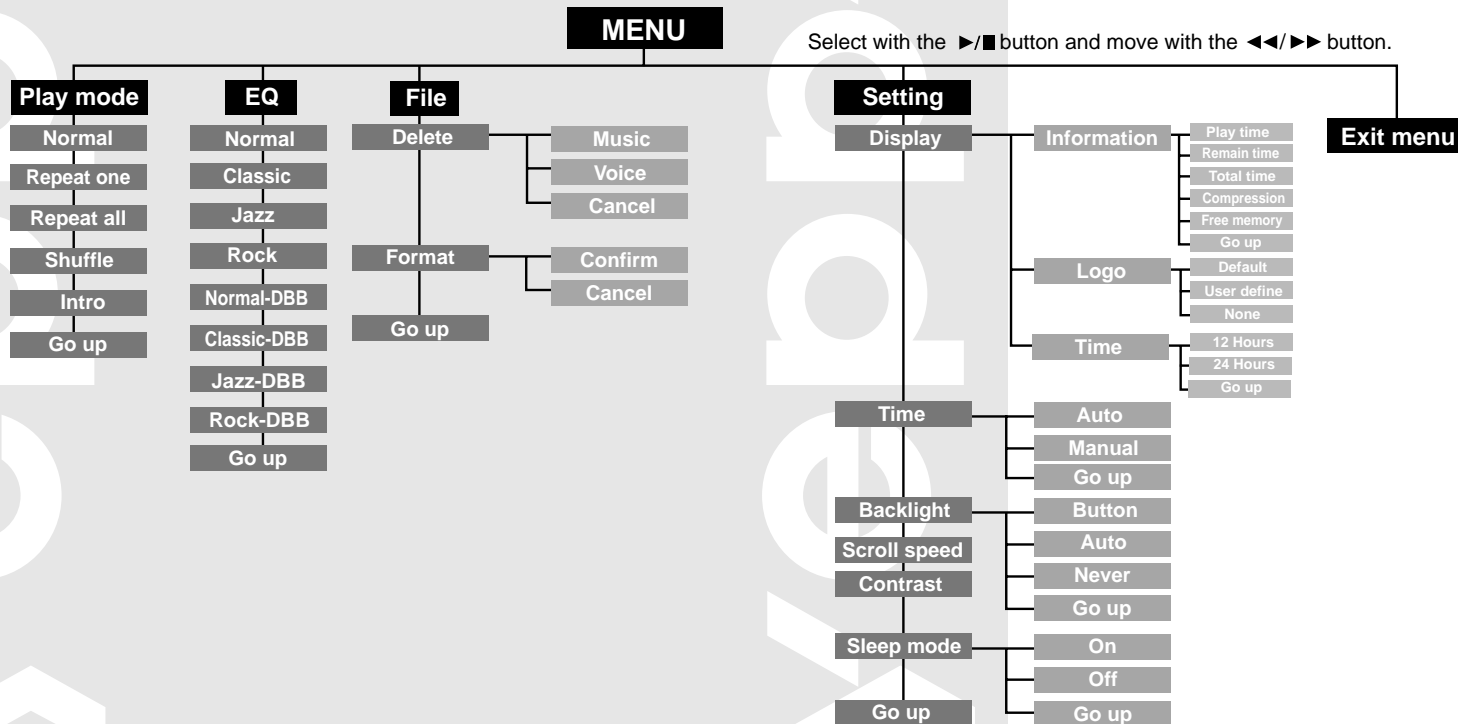 MENU
Select with the ▶/■ button and move with the ◀◀/▶▶ button.
Play mode
Normal
Repeat one
Repeat all
Shuffle
Intro
Go up
EQ
Normal
Classic
Jazz
Rock
Normal-DBB
Classic-DBB
Jazz-DBB
Rock-DBB
Go up
File
Delete
Music
Voice
Cancel
Format
Confirm
Cancel
Go up
Setting
Display
Information
Play time
Remain time
Total time
Compression
Free memory
Go up
Logo
Default
User define
None
Time
12 Hours
24 Hours
Go up
Time
Auto
Manual
Go up
Backlight
Button
Auto
Never
Go up
Scroll speed
Contrast
Sleep mode
On
Off
Go up
Go up
Exit menu